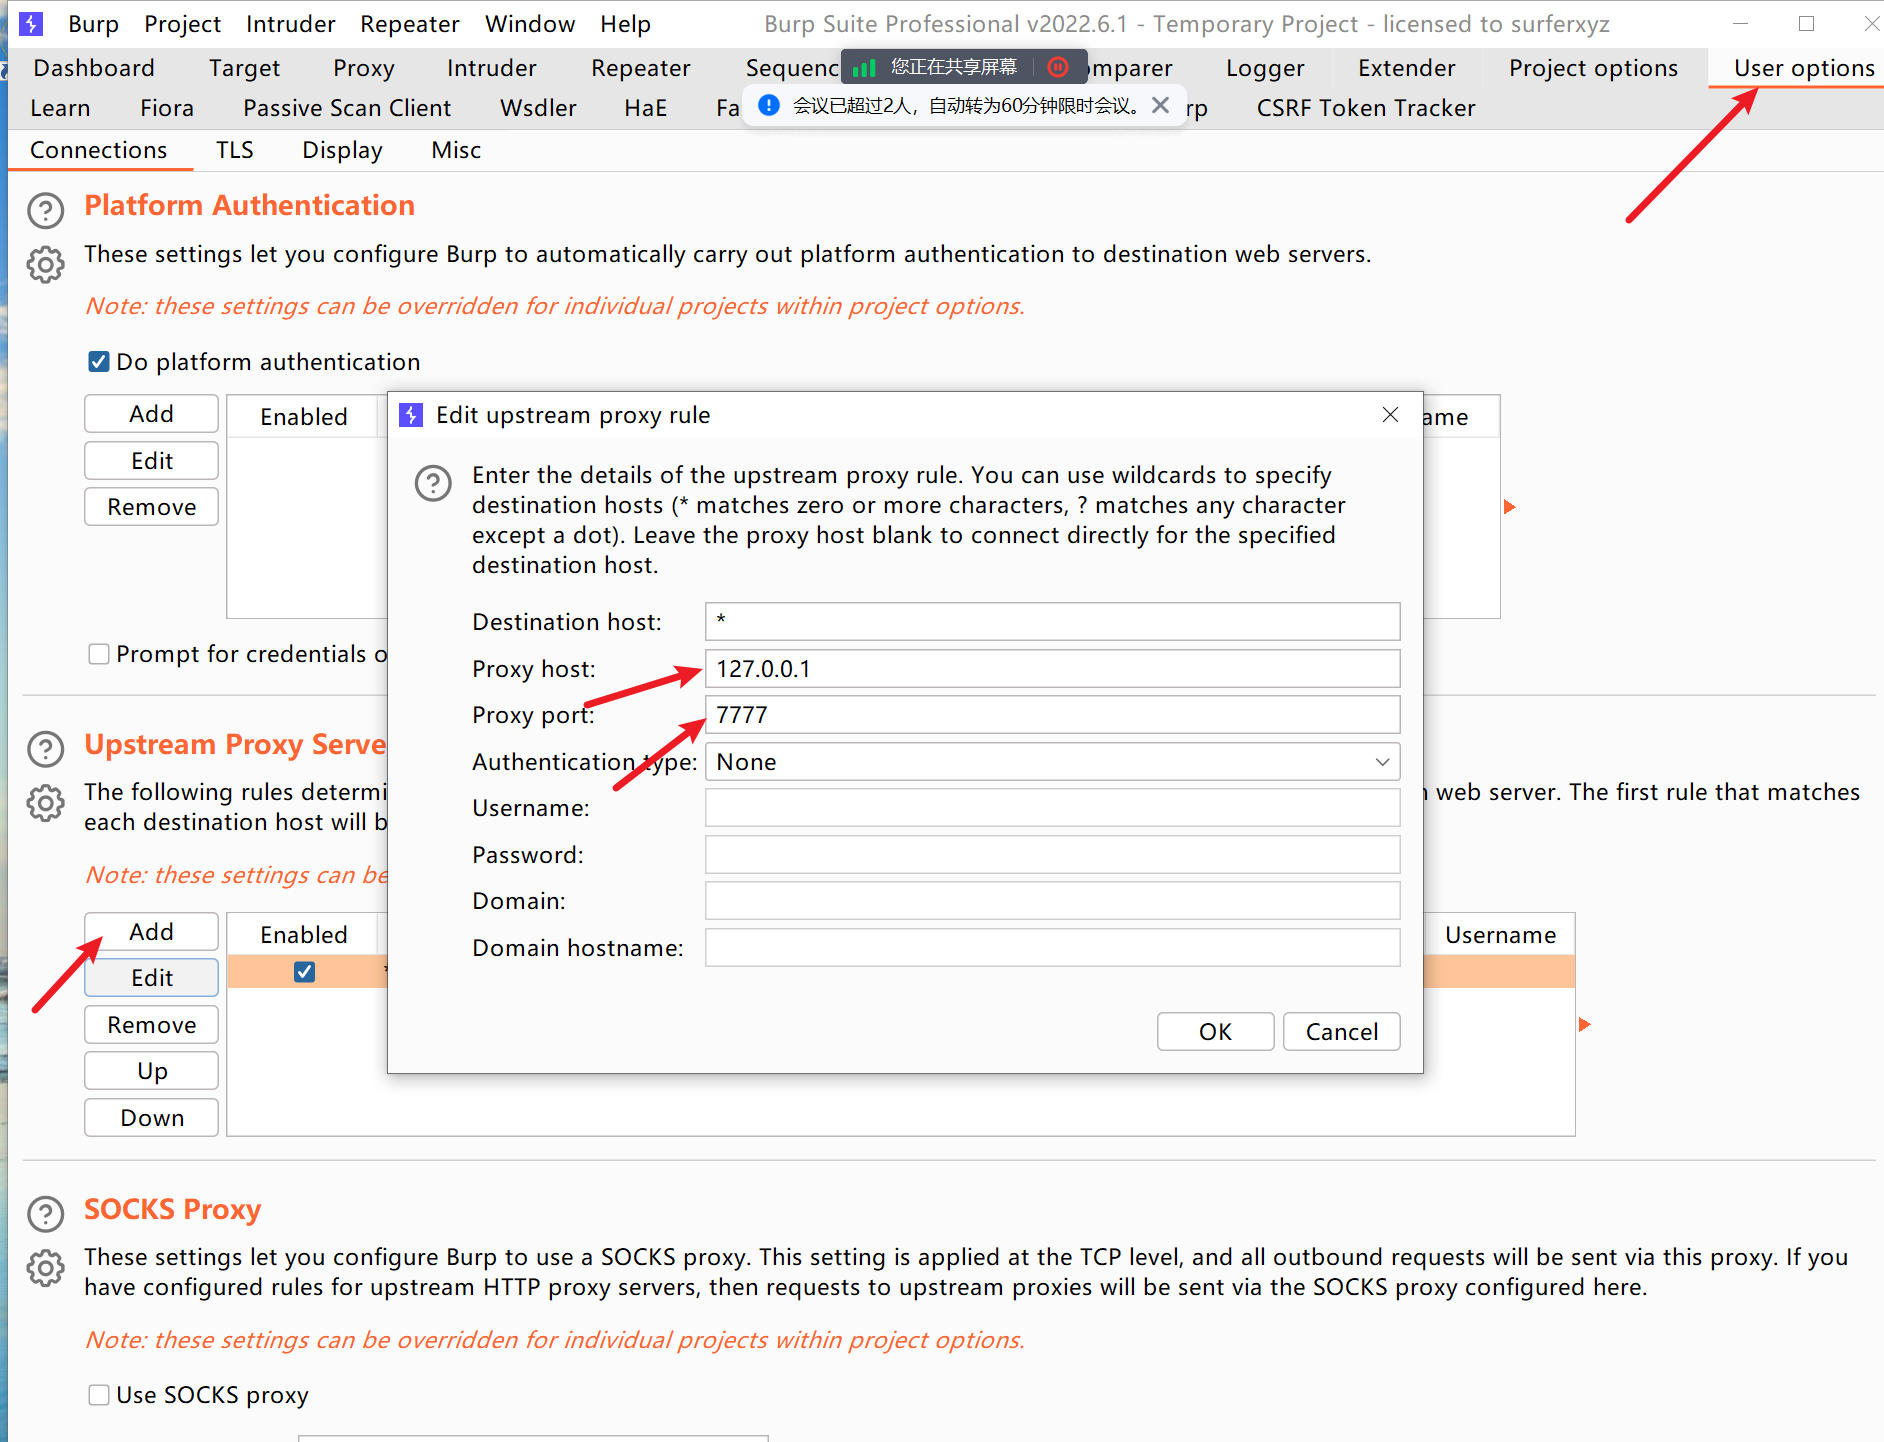 Burp Project Intruder Repeater Window Help Burp Suite Professional v2022.6.1 - Temporary Project - licensed to surferxyz
Dashboard Target Proxy Intruder Repeater Sequenc 您正在共享屏幕 omparer Logger Extender Project options User options
Learn Fiora Passive Scan Client Wsdler HaE Fa 会议已超过2人，自动转为60分钟限时会议。 rp CSRF Token Tracker
Connections TLS Display Misc
Platform Authentication
These settings let you configure Burp to automatically carry out platform authentication to destination web servers.
Note: these settings can be overridden for individual projects within project options.
Do platform authentication
Add Enabled ame
Edit
Remove
Prompt for credentials o
Edit upstream proxy rule
Enter the details of the upstream proxy rule. You can use wildcards to specify
destination hosts (* matches zero or more characters, ? matches any character
except a dot). Leave the proxy host blank to connect directly for the specified
destination host.
Destination host: *
Proxy host: 127.0.0.1
Proxy port: 7777
Authentication type: None
Username:
Password:
Domain:
Domain hostname:
OK Cancel
Upstream Proxy Serve
The following rules determi web server. The first rule that matches
each destination host will b
Note: these settings can be
Add Enabled Username
Edit *
Remove
Up
Down
SOCKS Proxy
These settings let you configure Burp to use a SOCKS proxy. This setting is applied at the TCP level, and all outbound requests will be sent via this proxy. If you
have configured rules for upstream HTTP proxy servers, then requests to upstream proxies will be sent via the SOCKS proxy configured here.
Note: these settings can be overridden for individual projects within project options.
Use SOCKS proxy